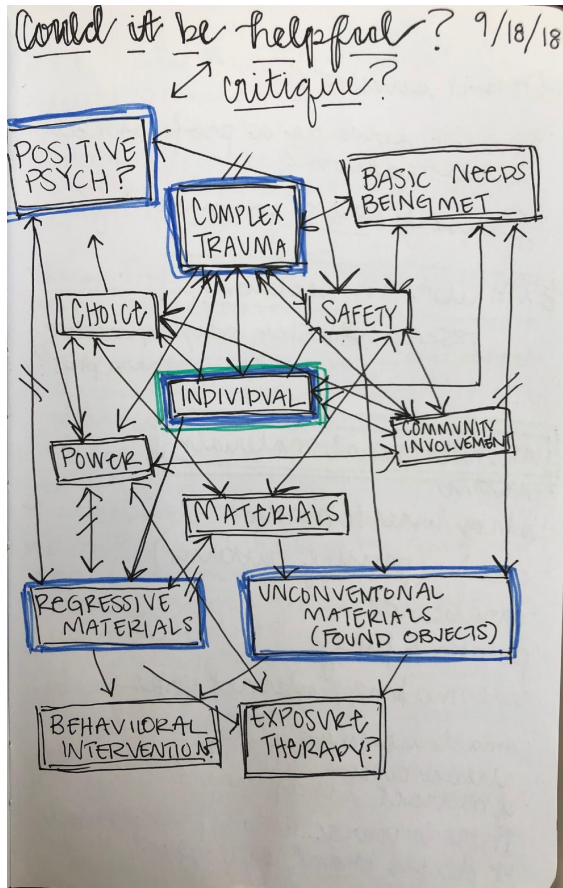 Could it be helpful? 9/18/18
critique?
POSITIVE
PSYCH?
COMPLEX
TRAUMA
BASIC NEEDS
BEING MET
CHOICE
SAFETY
INDIVIDUAL
COMMUNITY
INVOLVEMENT
POWER
MATERIALS
REGRESSIVE
MATERIALS
UNCONVENTONAL
MATERIALS
(FOUND OBJECTS)
BEHAVIORAL
INTERVENTION?
EXPOSURE
THERAPY?